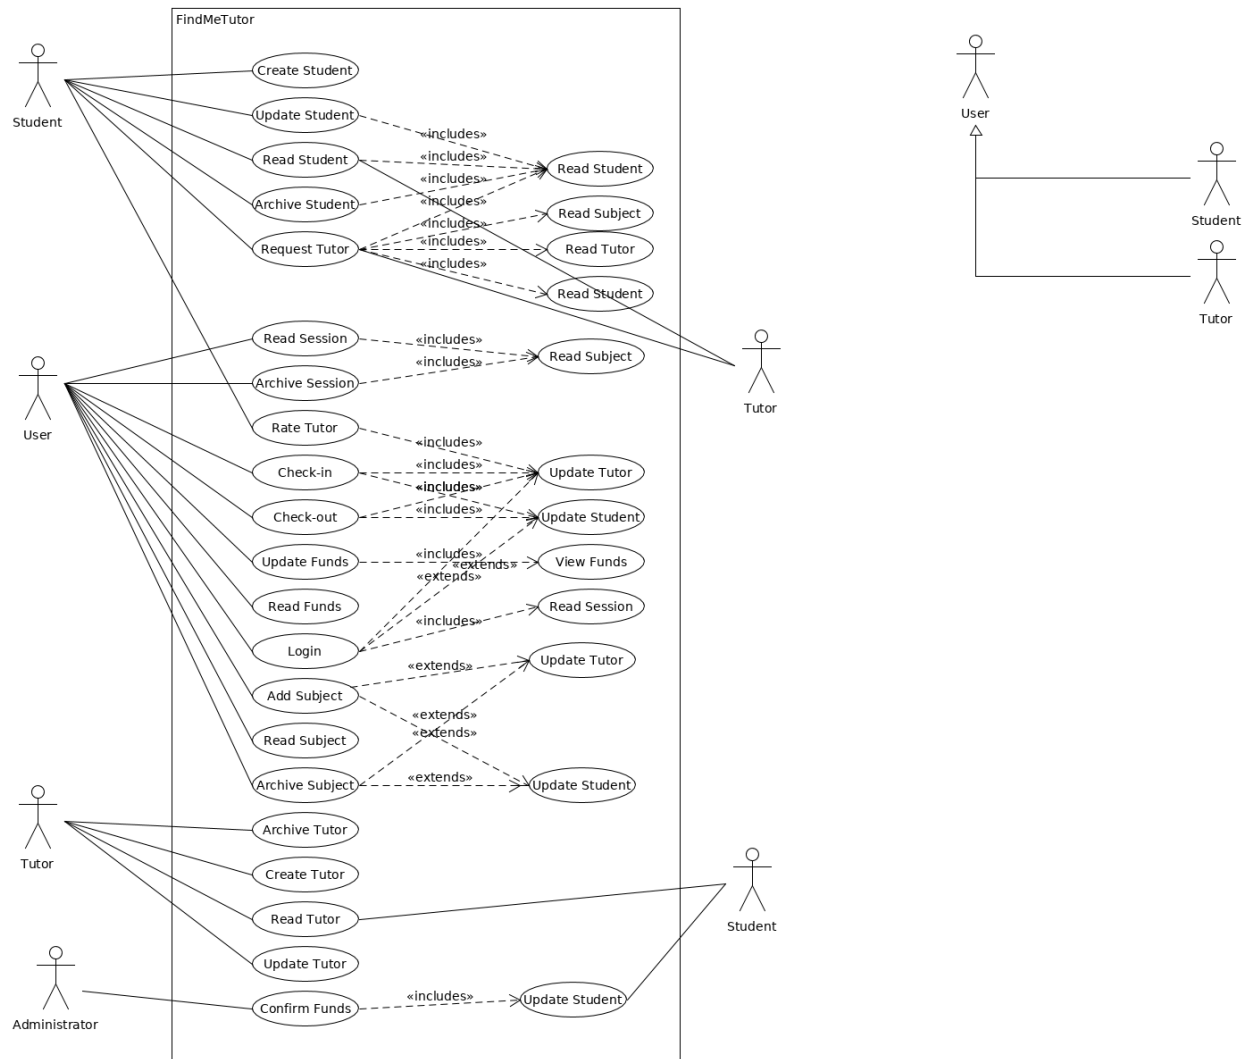 FindMeTutor
Student
Create Student
Update Student
Read Student
Archive Student
Request Tutor
«includes»
«includes»
«includes»
«includes»
«includes»
«includes»
«includes»
Read Student
Read Subject
Read Tutor
Read Student
User
Student
Tutor
User
Read Session
Archive Session
Rate Tutor
Check-in
Check-out
Update Funds
Read Funds
Login
Add Subject
Read Subject
Archive Subject
«includes»
«includes»
«includes»
«includes»
«includes»
«includes»
«includes»
«includes»
«extends»
«extends»
«includes»
«extends»
«extends»
«extends»
«extends»
Read Subject
Update Tutor
Update Student
View Funds
Read Session
Update Tutor
Update Student
Tutor
Tutor
Archive Tutor
Create Tutor
Read Tutor
Update Tutor
Student
Administrator
Confirm Funds
«includes»
Update Student